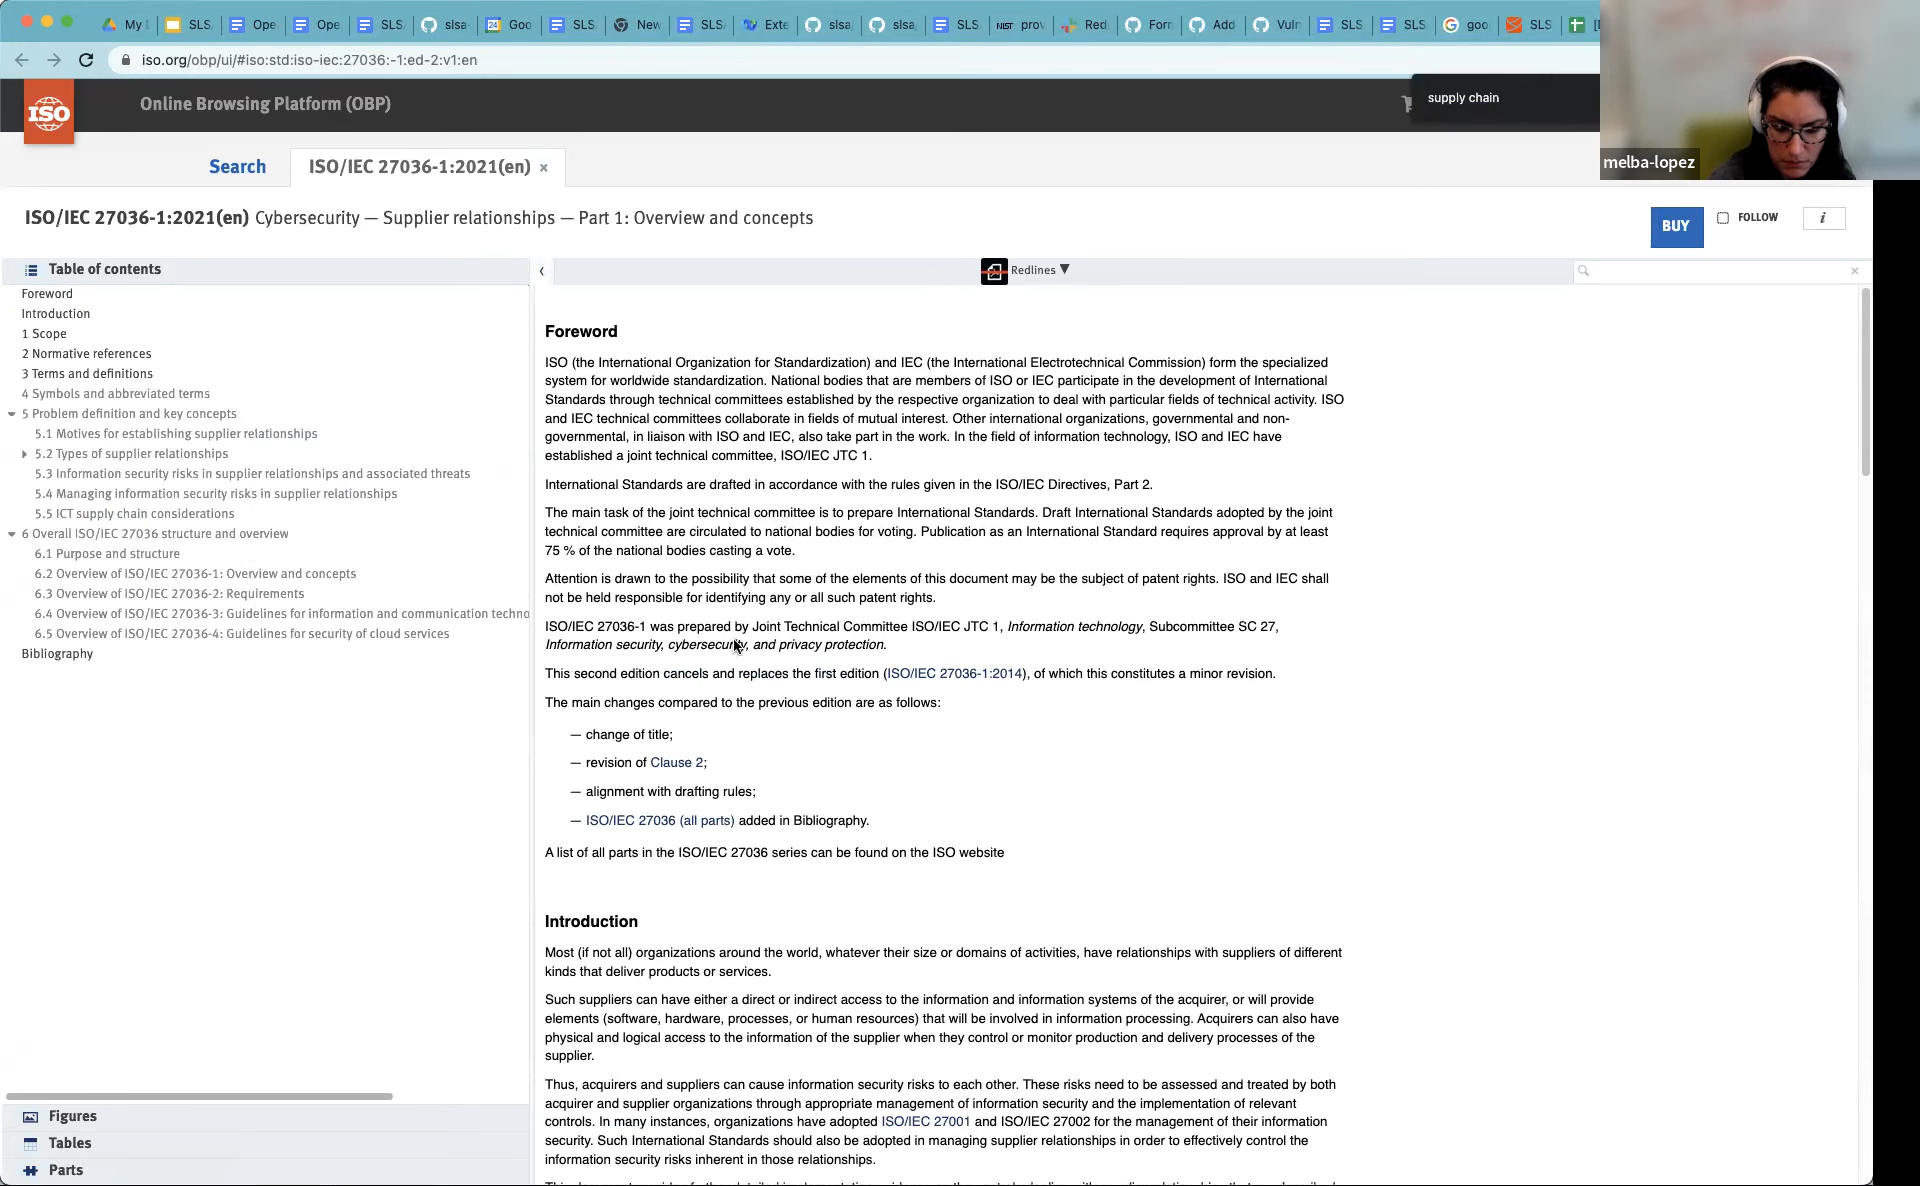 My D
SLS
Ope
Ope
SLS
slsa
Goo
SLS
New
SLS
Exte
slsa
slsa
SLS
NIST prov
Red
Forr
Add
Vuln
SLS
SLS
goo
SLS
iso.org/obp/ui/#iso:std:iso-iec:27036:-1:ed-2:v1:en
ISO
Online Browsing Platform (OBP)
supply chain
melba-lopez
Search
ISO/IEC 27036-1:2021(en) ×
ISO/IEC 27036-1:2021(en) Cybersecurity — Supplier relationships — Part 1: Overview and concepts
BUY
FOLLOW
i
Table of contents
Redlines
Foreword
Introduction
1 Scope
2 Normative references
3 Terms and definitions
4 Symbols and abbreviated terms
5 Problem definition and key concepts
5.1 Motives for establishing supplier relationships
5.2 Types of supplier relationships
5.3 Information security risks in supplier relationships and associated threats
5.4 Managing information security risks in supplier relationships
5.5 ICT supply chain considerations
6 Overall ISO/IEC 27036 structure and overview
6.1 Purpose and structure
6.2 Overview of ISO/IEC 27036-1: Overview and concepts
6.3 Overview of ISO/IEC 27036-2: Requirements
6.4 Overview of ISO/IEC 27036-3: Guidelines for information and communication techno
6.5 Overview of ISO/IEC 27036-4: Guidelines for security of cloud services
Bibliography
Figures
Tables
Parts
Foreword
ISO (the International Organization for Standardization) and IEC (the International Electrotechnical Commission) form the specialized
system for worldwide standardization. National bodies that are members of ISO or IEC participate in the development of International
Standards through technical committees established by the respective organization to deal with particular fields of technical activity. ISO
and IEC technical committees collaborate in fields of mutual interest. Other international organizations, governmental and non-
governmental, in liaison with ISO and IEC, also take part in the work. In the field of information technology, ISO and IEC have
established a joint technical committee, ISO/IEC JTC 1.
International Standards are drafted in accordance with the rules given in the ISO/IEC Directives, Part 2.
The main task of the joint technical committee is to prepare International Standards. Draft International Standards adopted by the joint
technical committee are circulated to national bodies for voting. Publication as an International Standard requires approval by at least
75 % of the national bodies casting a vote.
Attention is drawn to the possibility that some of the elements of this document may be the subject of patent rights. ISO and IEC shall
not be held responsible for identifying any or all such patent rights.
ISO/IEC 27036-1 was prepared by Joint Technical Committee ISO/IEC JTC 1, Information technology, Subcommittee SC 27,
Information security, cybersecurity, and privacy protection.
This second edition cancels and replaces the first edition (ISO/IEC 27036-1:2014), of which this constitutes a minor revision.
The main changes compared to the previous edition are as follows:
— change of title;
— revision of Clause 2;
— alignment with drafting rules;
— ISO/IEC 27036 (all parts) added in Bibliography.
A list of all parts in the ISO/IEC 27036 series can be found on the ISO website
Introduction
Most (if not all) organizations around the world, whatever their size or domains of activities, have relationships with suppliers of different
kinds that deliver products or services.
Such suppliers can have either a direct or indirect access to the information and information systems of the acquirer, or will provide
elements (software, hardware, processes, or human resources) that will be involved in information processing. Acquirers can also have
physical and logical access to the information of the supplier when they control or monitor production and delivery processes of the
supplier.
Thus, acquirers and suppliers can cause information security risks to each other. These risks need to be assessed and treated by both
acquirer and supplier organizations through appropriate management of information security and the implementation of relevant
controls. In many instances, organizations have adopted ISO/IEC 27001 and ISO/IEC 27002 for the management of their information
security. Such International Standards should also be adopted in managing supplier relationships in order to effectively control the
information security risks inherent in those relationships.